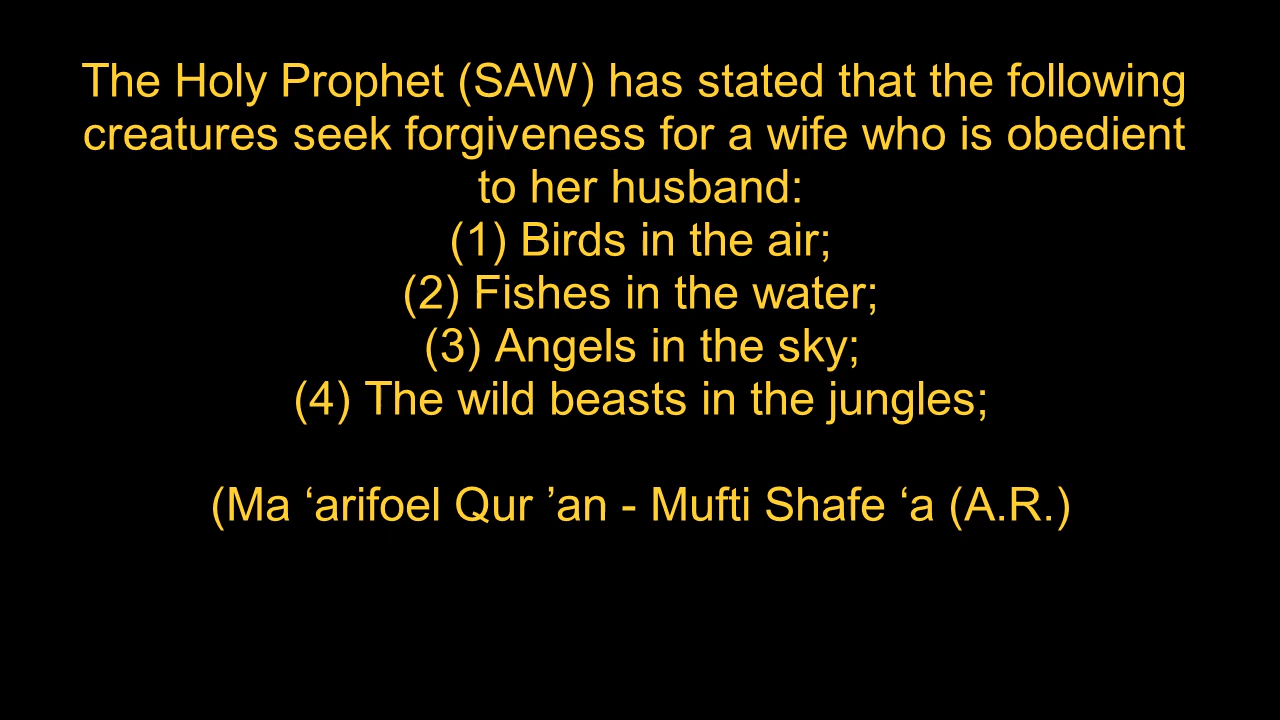 The Holy Prophet (SAW) has stated that the following
creatures seek forgiveness for a wife who is obedient
to her husband:
(1) Birds in the air;
(2) Fishes in the water;
(3) Angels in the sky;
(4) The wild beasts in the jungles;
(Ma ‘arifoel Qur ’an - Mufti Shafe ‘a (A.R.)